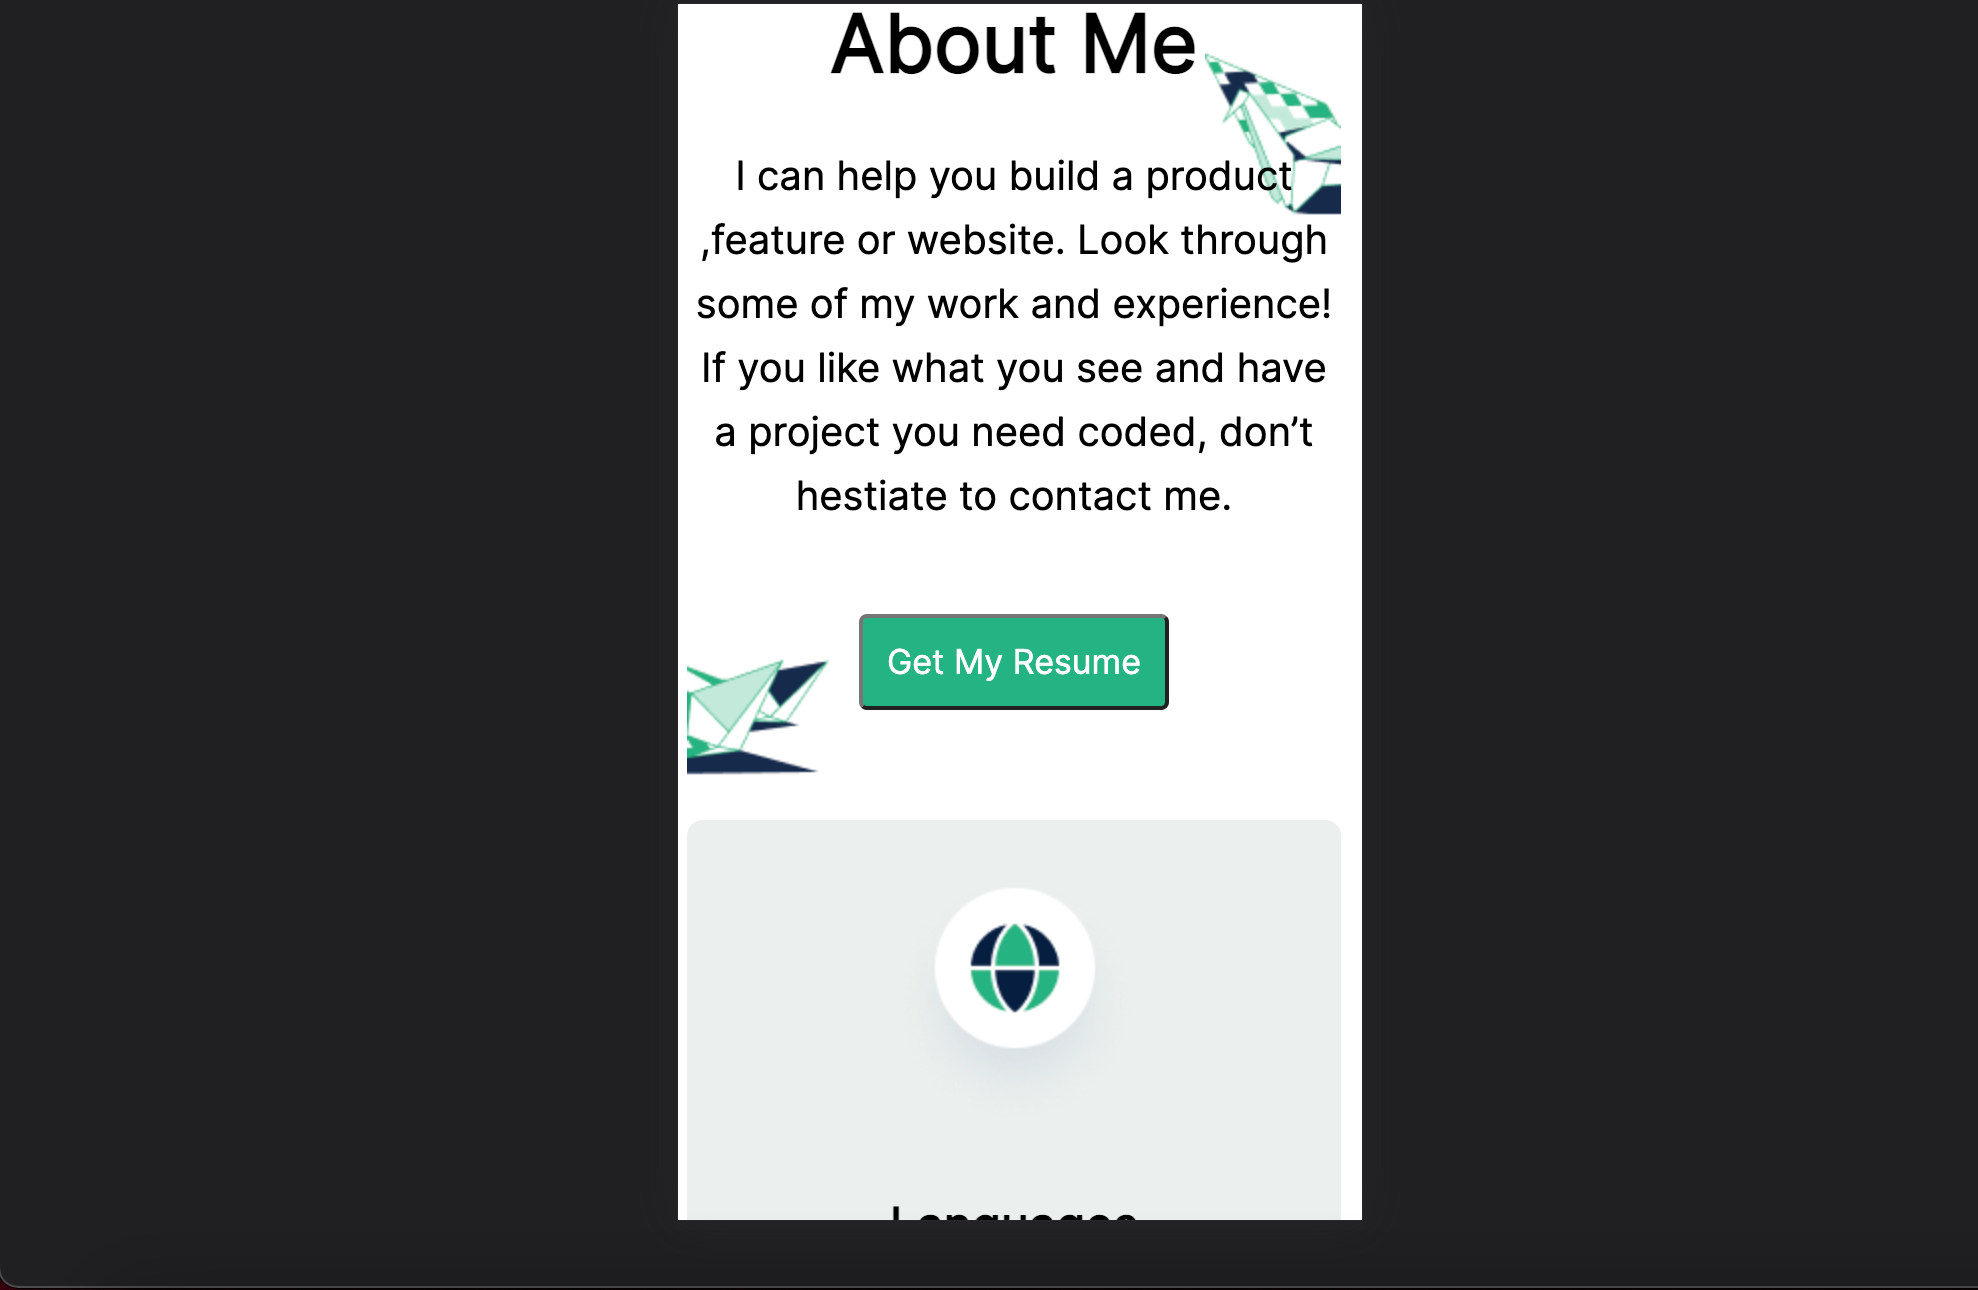 About Me
I can help you build a product
,feature or website. Look through
some of my work and experience!
If you like what you see and have
a project you need coded, don’t
hestiate to contact me.
Get My Resume
Languages